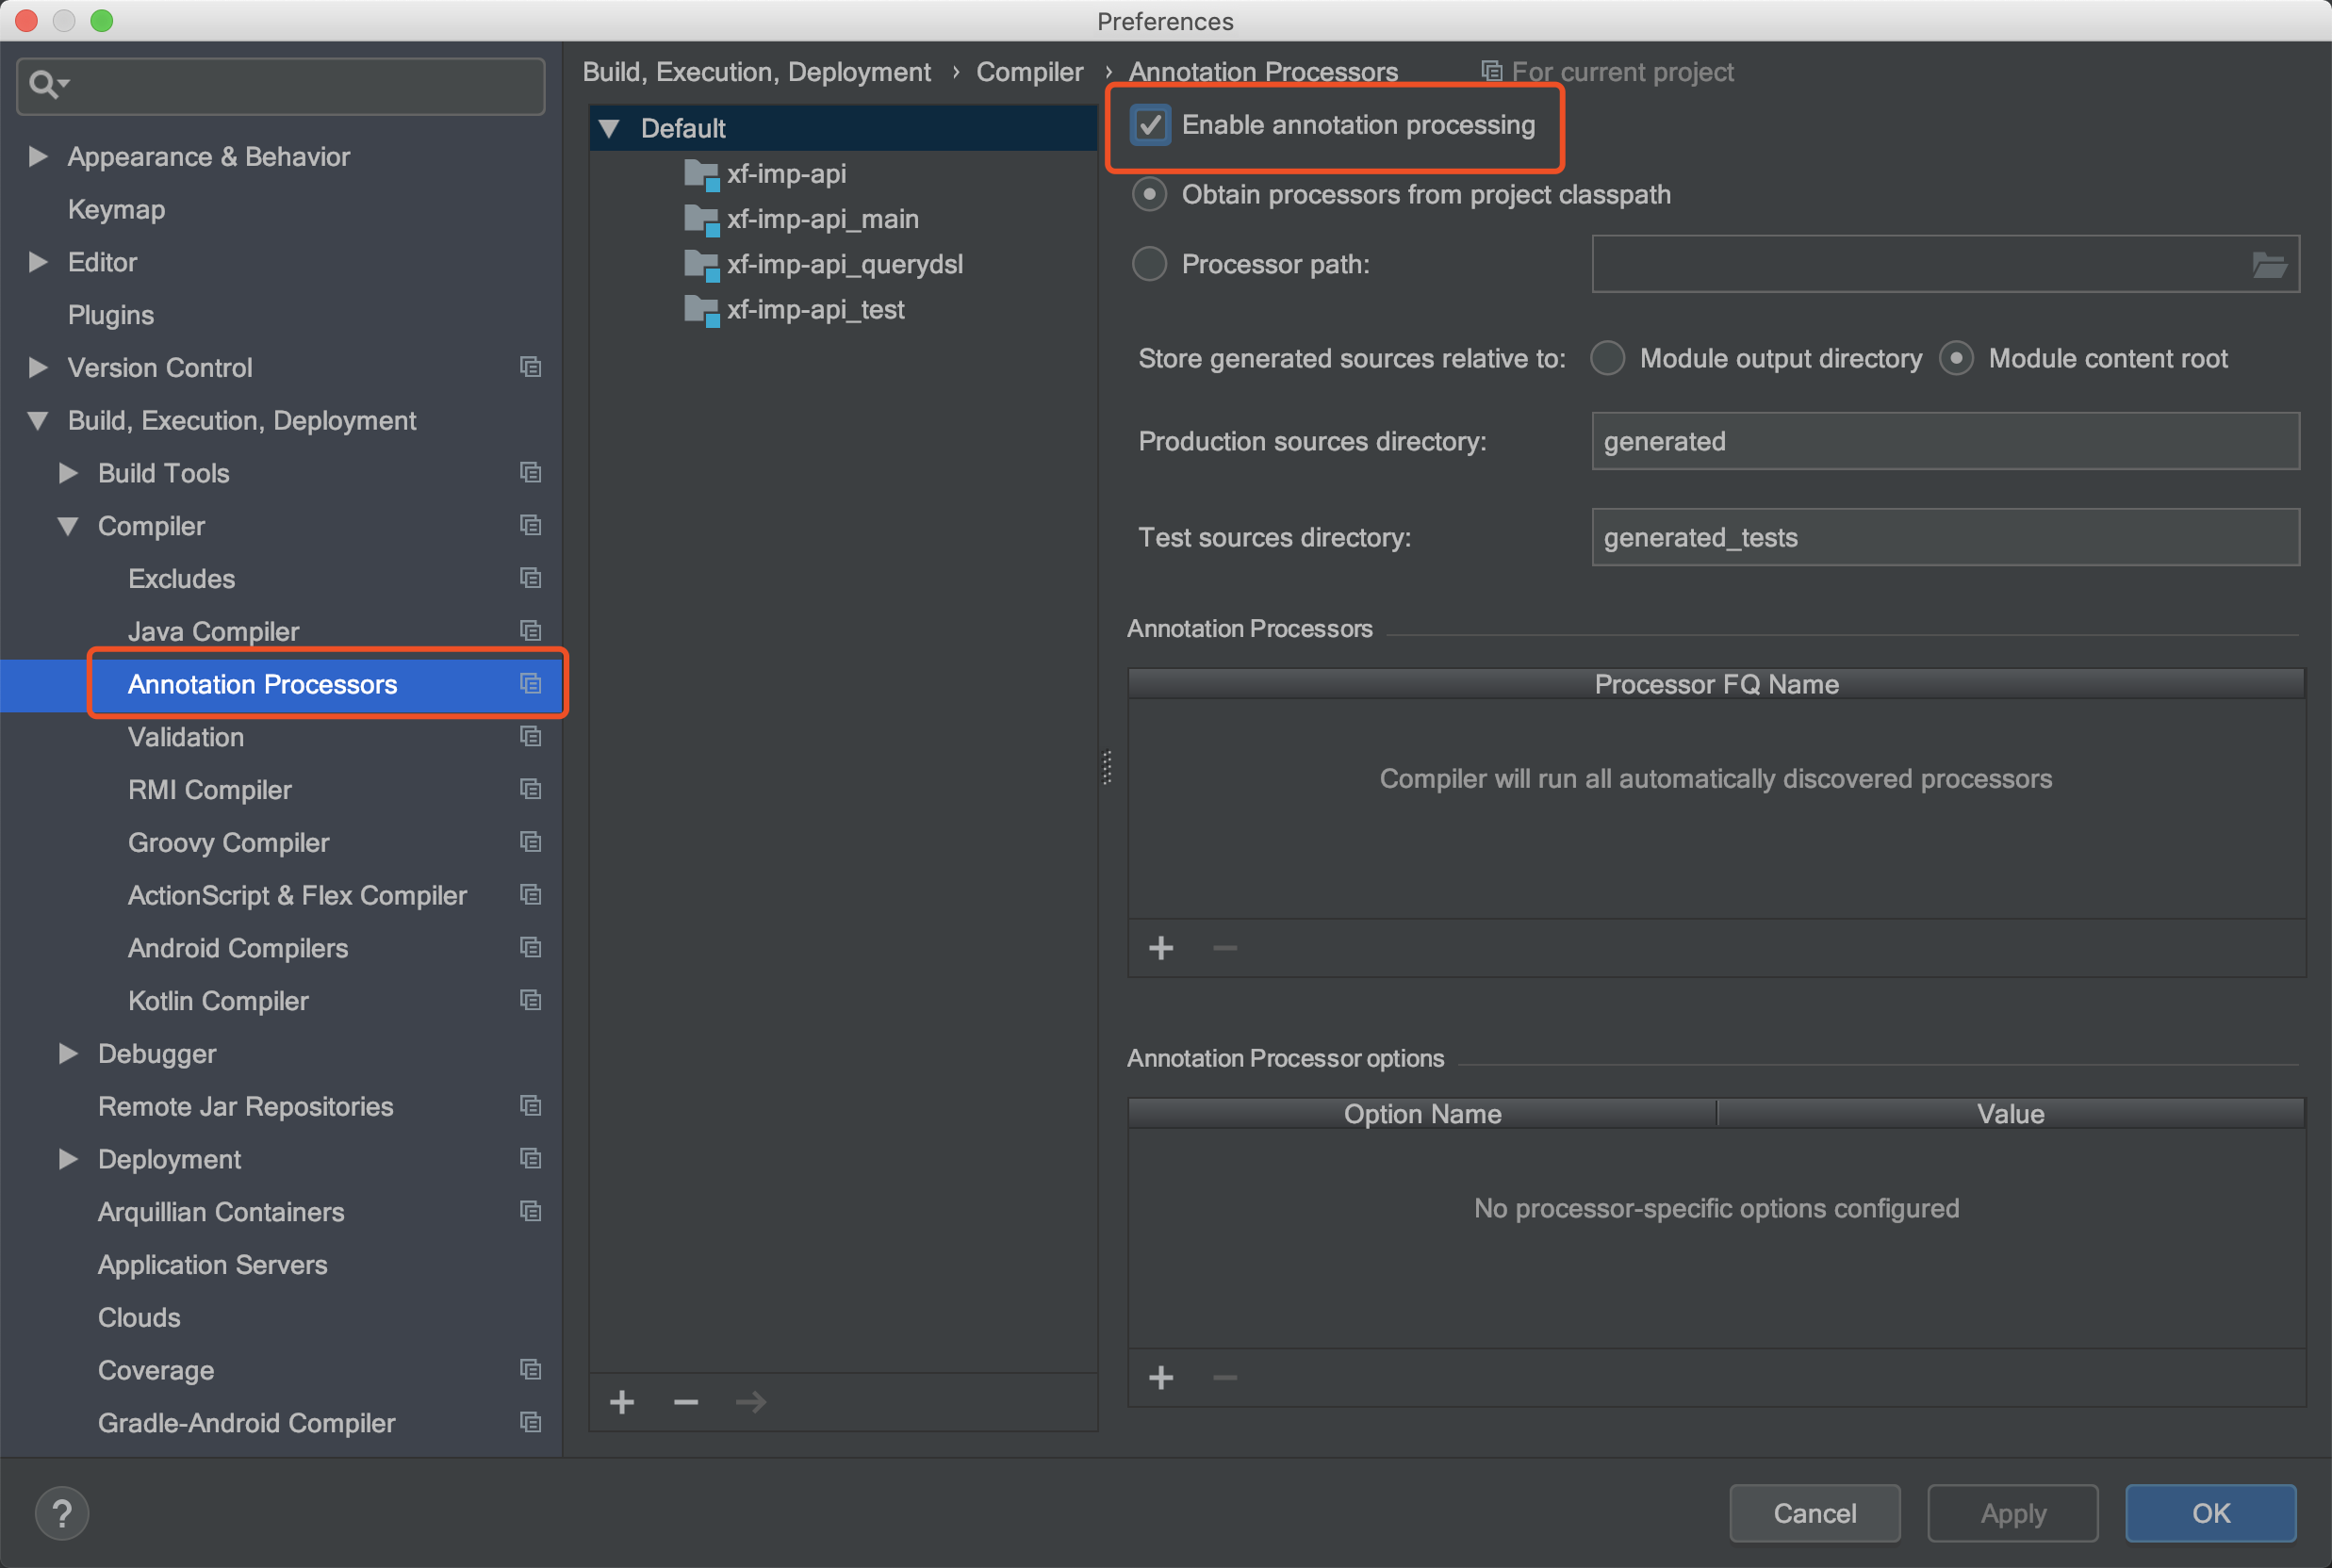 Preferences
Appearance & Behavior
Keymap
Editor
Plugins
Version Control
Build, Execution, Deployment
Build Tools
Compiler
Excludes
Java Compiler
Annotation Processors
Validation
RMI Compiler
Groovy Compiler
ActionScript & Flex Compiler
Android Compilers
Kotlin Compiler
Debugger
Remote Jar Repositories
Deployment
Arquillian Containers
Application Servers
Clouds
Coverage
Gradle-Android Compiler
Build, Execution, Deployment › Compiler › Annotation Processors For current project
Default
xf-imp-api
xf-imp-api_main
xf-imp-api_querydsl
xf-imp-api_test
Enable annotation processing
Obtain processors from project classpath
Processor path:
Store generated sources relative to: Module output directory Module content root
Production sources directory: generated
Test sources directory: generated_tests
Annotation Processors
Processor FQ Name
Compiler will run all automatically discovered processors
Annotation Processor options
Option Name Value
No processor-specific options configured
? Cancel Apply OK